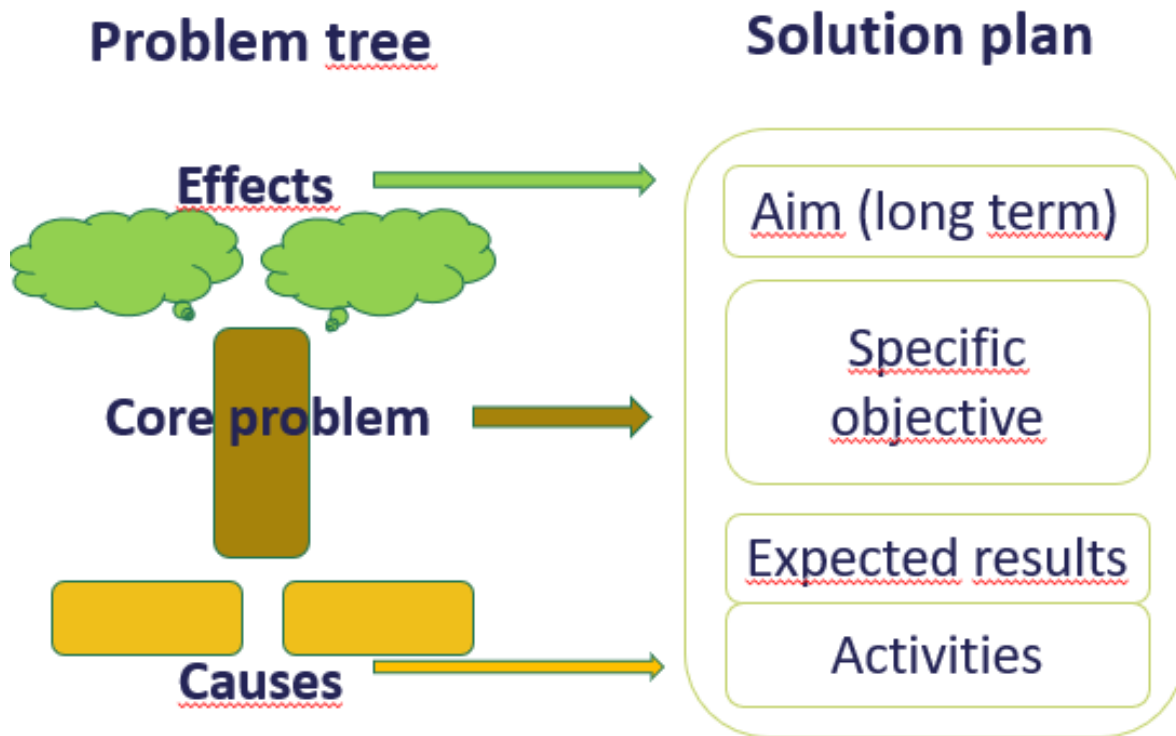 Problem tree
Solution plan
Effects
Aim (long term)
Specific
objective
Core problem
Expected results
Activities
Causes